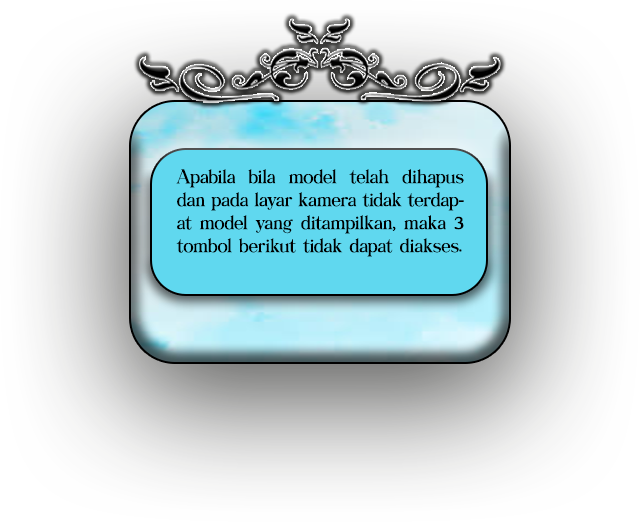 Apabila bila model telah dihapus
dan pada layar kamera tidak terdap-
at model yang ditampilkan, maka 3
tombol berikut tidak dapat diakses.